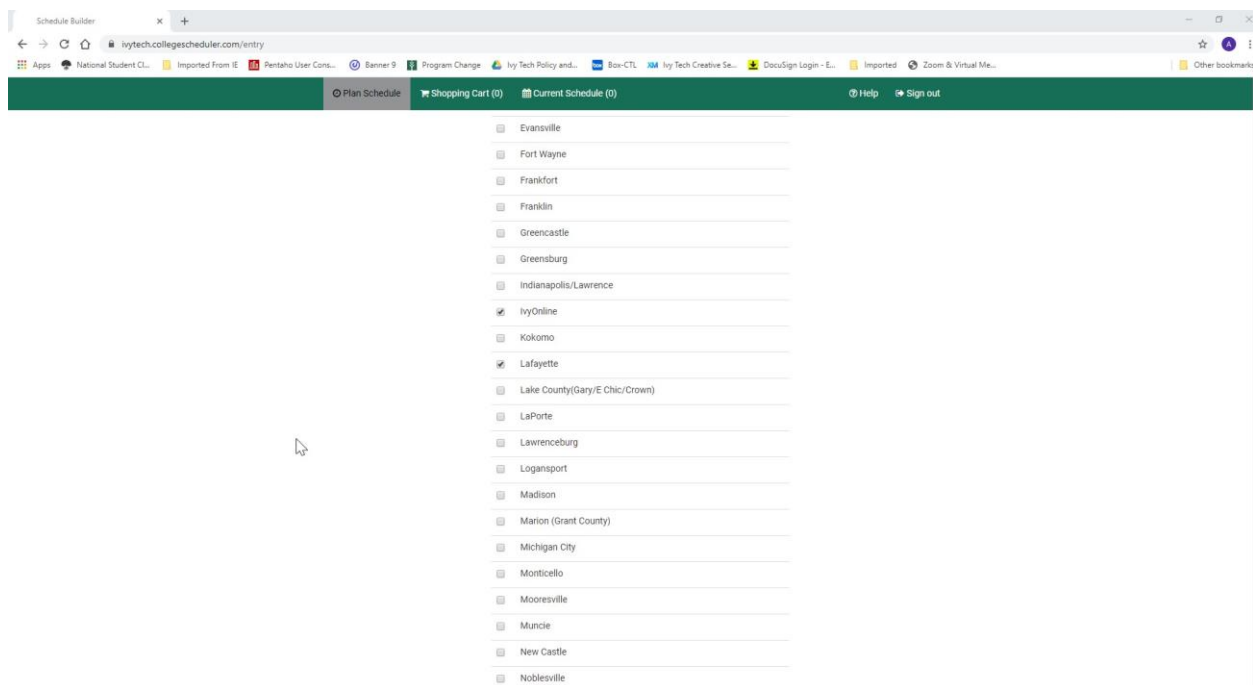 Schedule Builder
ivytech.collegescheduler.com/entry
A
Apps National Student Cl... Imported From IE Pentaho User Cons... Banner 9 Program Change Ivy Tech Policy and... Box-CTL XM Ivy Tech Creative Se... DocuSign Login - E... Imported Zoom & Virtual Me... Other bookmarks
Plan Schedule Shopping Cart (0) Current Schedule (0) Help Sign out
Evansville
Fort Wayne
Frankfort
Franklin
Greencastle
Greensburg
Indianapolis/Lawrence
IvyOnline
Kokomo
Lafayette
Lake County(Gary/E Chic/Crown)
LaPorte
Lawrenceburg
Logansport
Madison
Marion (Grant County)
Michigan City
Monticello
Mooresville
Muncie
New Castle
Noblesville